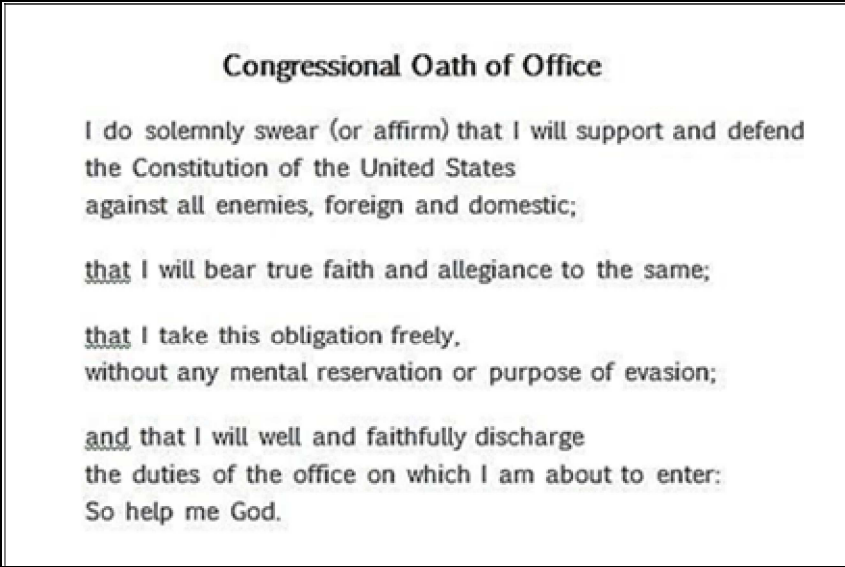 Congressional Oath of Office
I do solemnly swear (or affirm) that I will support and defend
the Constitution of the United States
against all enemies, foreign and domestic;
that I will bear true faith and allegiance to the same;
that I take this obligation freely,
without any mental reservation or purpose of evasion;
and that I will well and faithfully discharge
the duties of the office on which I am about to enter:
So help me God.